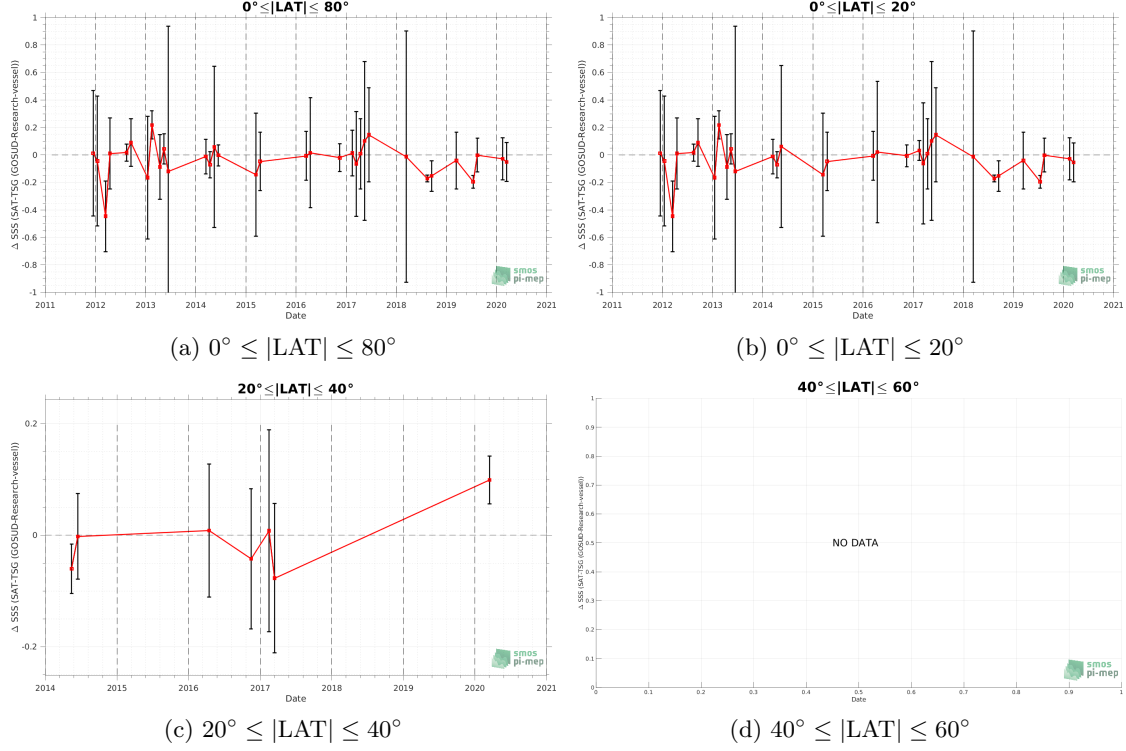 0°≤|LAT|≤ 80°
Δ SSS (SAT-TSG (GOSUD-Research-vessel))
1
0.8
0.6
0.4
0.2
0
-0.2
-0.4
-0.6
-0.8
-1
2011 2012 2013 2014 2015 2016 2017 2018 2019 2020 2021
Date
smos
pi-mep
(a) 0° ≤ |LAT| ≤ 80°
0°≤|LAT|≤ 20°
Δ SSS (SAT-TSG (GOSUD-Research-vessel))
1
0.8
0.6
0.4
0.2
0
-0.2
-0.4
-0.6
-0.8
-1
2011 2012 2013 2014 2015 2016 2017 2018 2019 2020 2021
Date
smos
pi-mep
(b) 0° ≤ |LAT| ≤ 20°
20°≤|LAT|≤ 40°
Δ SSS (SAT-TSG (GOSUD-Research-vessel))
0.2
0
-0.2
2014 2015 2016 2017 2018 2019 2020 2021
Date
smos
pi-mep
(c) 20° ≤ |LAT| ≤ 40°
40°≤|LAT|≤ 60°
Δ SSS (SAT-TSG (GOSUD-Research-vessel))
1
0.9
0.8
0.7
0.6
0.5
0.4
0.3
0.2
0.1
0
NO DATA
0 0.1 0.2 0.3 0.4 0.5 0.6 0.7 0.8 0.9 1
Date
smos
pi-mep
(d) 40° ≤ |LAT| ≤ 60°